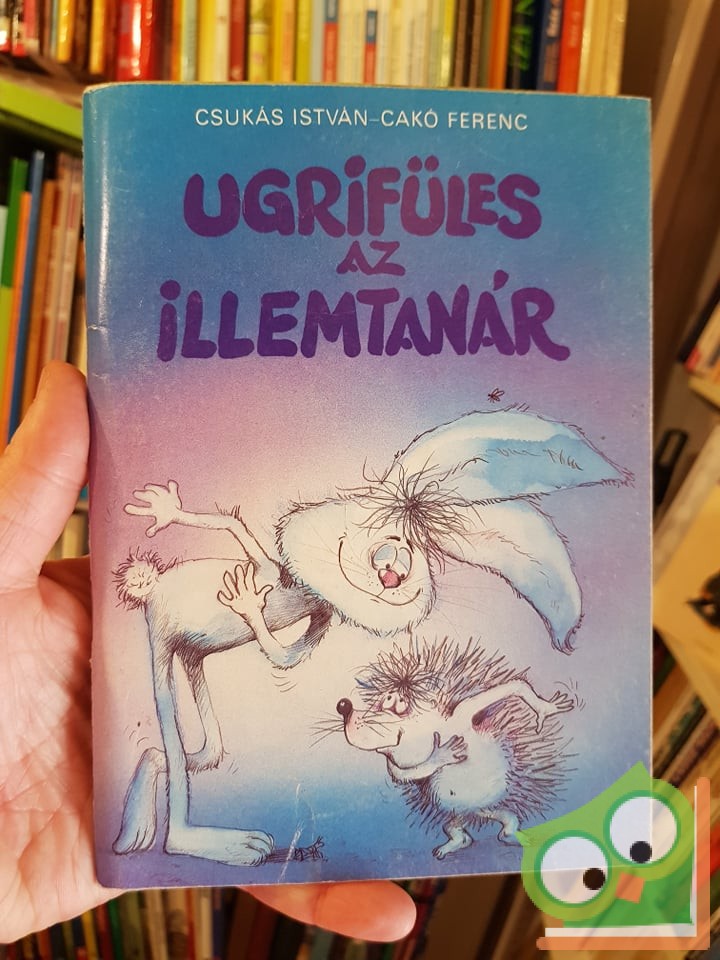 CSUKÁS ISTVÁN–CAKÓ FERENC
UGRIFÜLES
AZ
ILLEMTANÁR